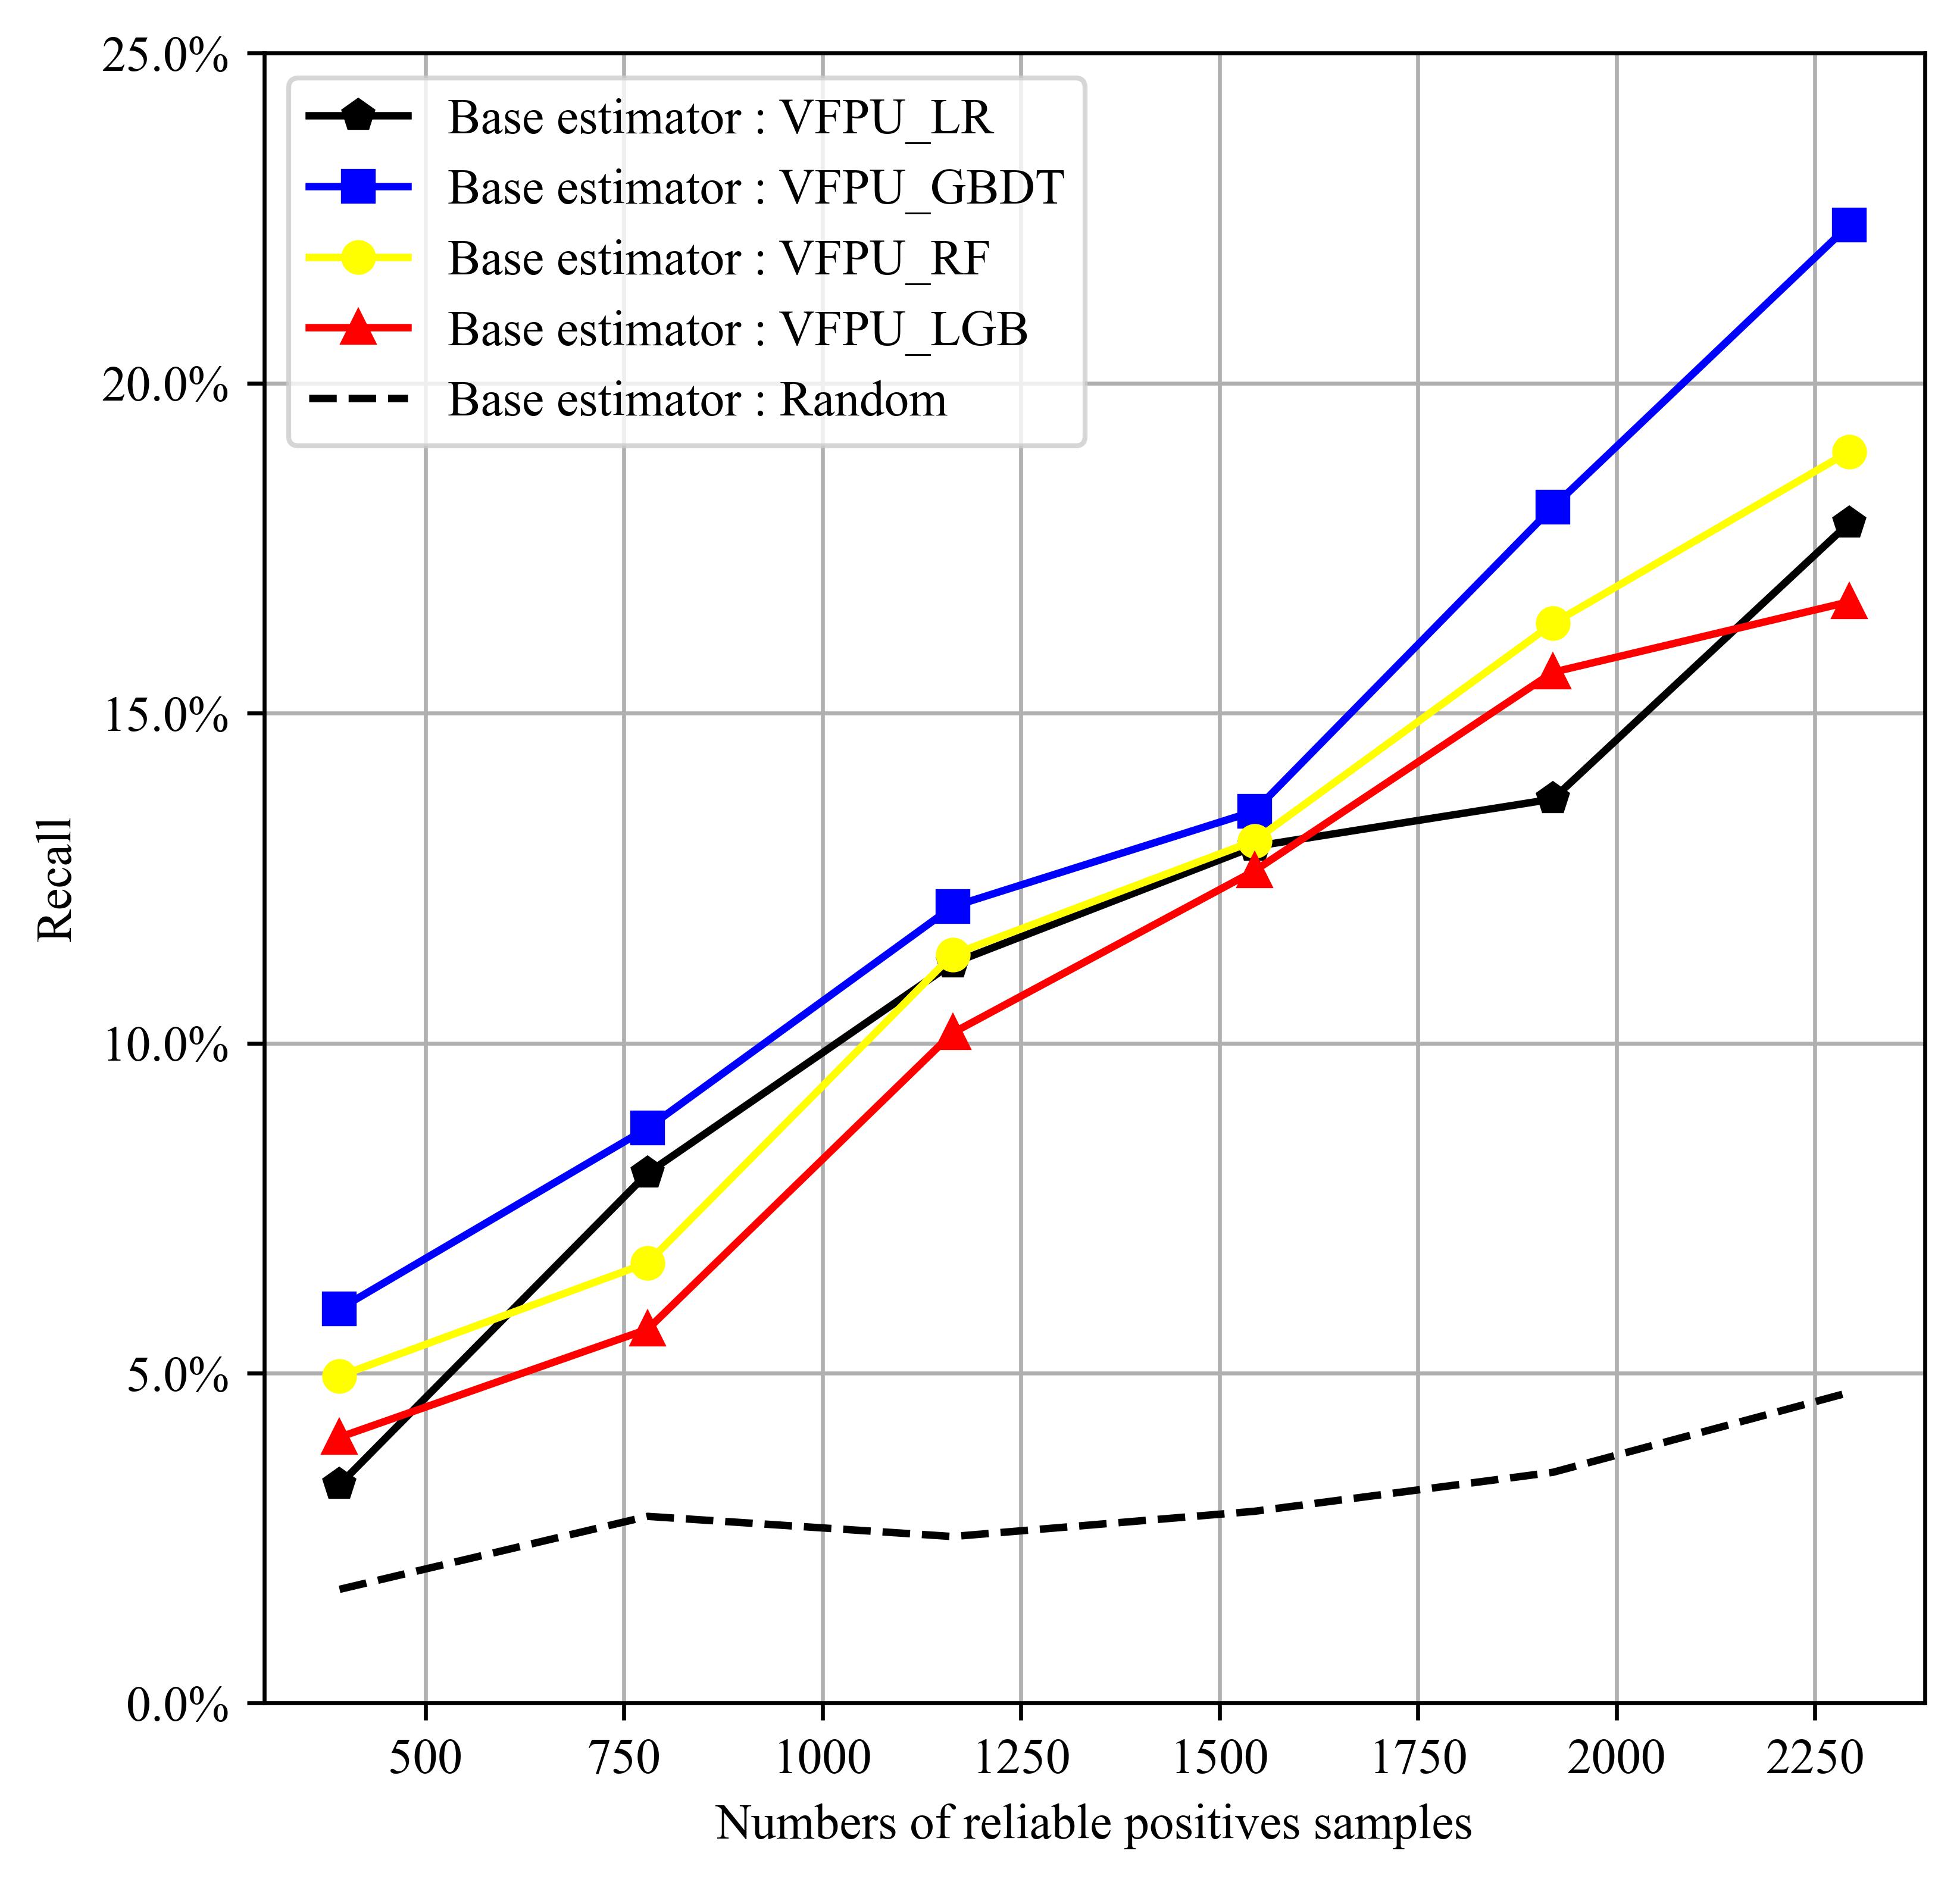 25.0%
20.0%
15.0%
10.0%
5.0%
0.0%
Recall
Base estimator : VFPU_LR
Base estimator : VFPU_GBDT
Base estimator : VFPU_RF
Base estimator : VFPU_LGB
Base estimator : Random
500 750 1000 1250 1500 1750 2000 2250
Numbers of reliable positives samples